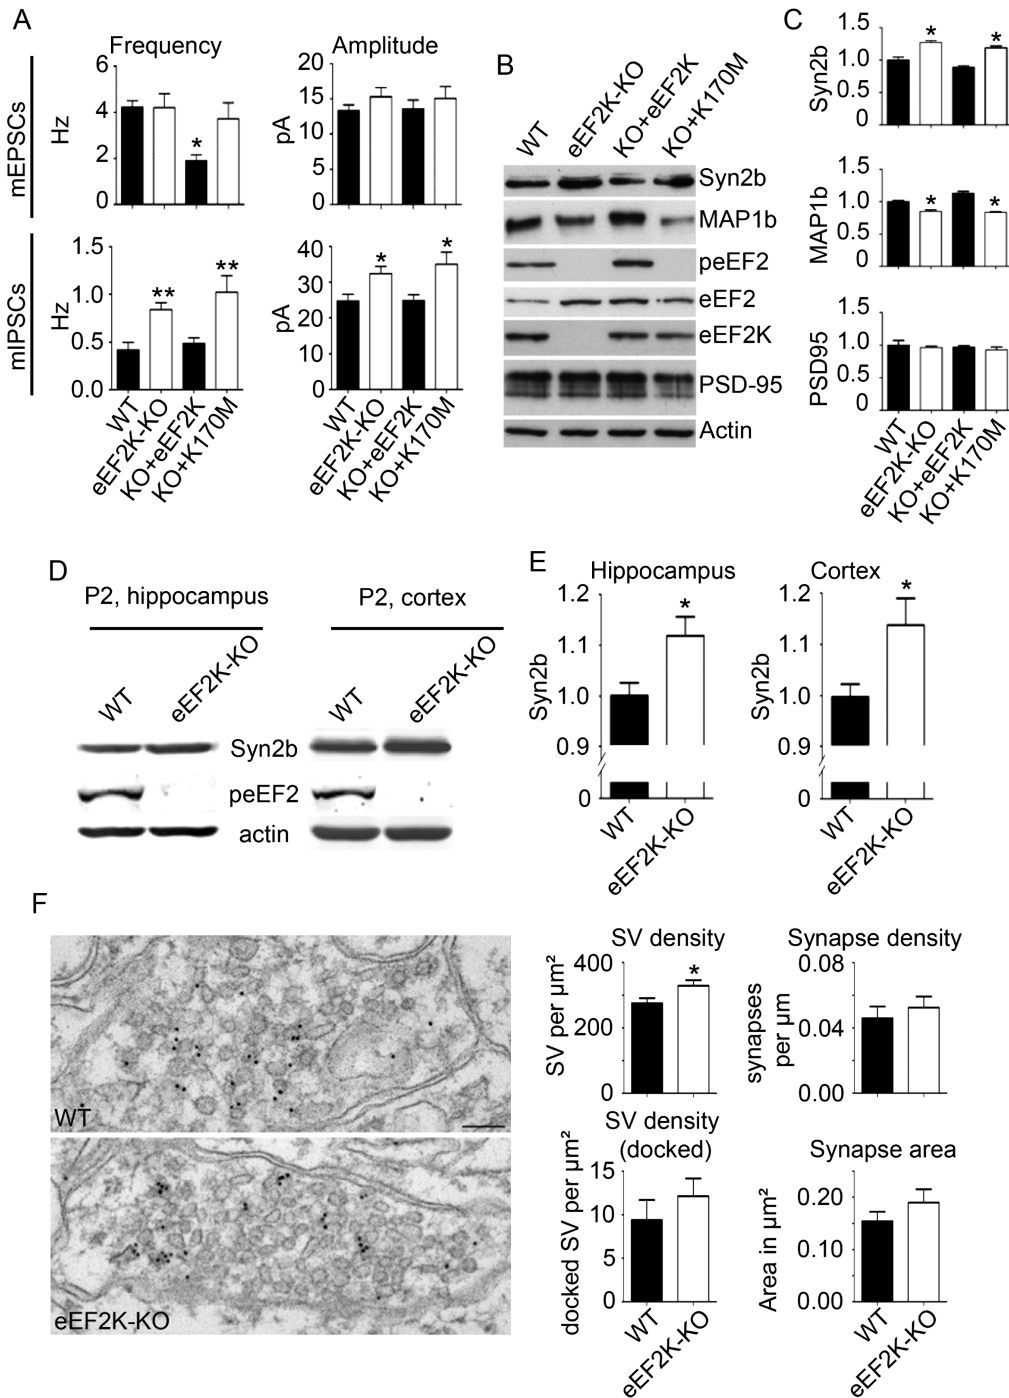 A
Frequency
Amplitude
mEPSCs
Hz
6
4
2
0
*
pA
20
15
10
5
0
mIPSCs
Hz
1.5
1.0
0.5
0.0
**
**
pA
40
30
20
10
0
*
*
WT
eEF2K-KO
KO+eEF2K
KO+K170M
WT
eEF2K-KO
KO+eEF2K
KO+K170M
B
WT
eEF2K-KO
KO+eEF2K
KO+K170M
Syn2b
MAP1b
peEF2
eEF2
eEF2K
PSD-95
Actin
C
Syn2b
1.5
1.0
0.5
0
*
*
MAP1b
1.5
1.0
0.5
0
*
*
PSD95
1.5
1.0
0.5
0
WT
eEF2K-KO
KO+eEF2K
KO+K170M
D
P2, hippocampus
P2, cortex
WT
eEF2K-KO
WT
eEF2K-KO
Syn2b
peEF2
actin
E
Hippocampus
Syn2b
1.2
1.1
1.0
0.9
0
*
WT
eEF2K-KO
Cortex
Syn2b
1.2
1.1
1.0
0.9
0
*
WT
eEF2K-KO
F
WT
eEF2K-KO
SV density
SV per µm²
400
200
0
*
Synapse density
synapses
per µm
0.08
0.04
0.00
SV density
(docked)
docked SV per µm²
15
10
5
0
WT
eEF2K-KO
Synapse area
Area in µm²
0.20
0.10
0.00
WT
eEF2K-KO